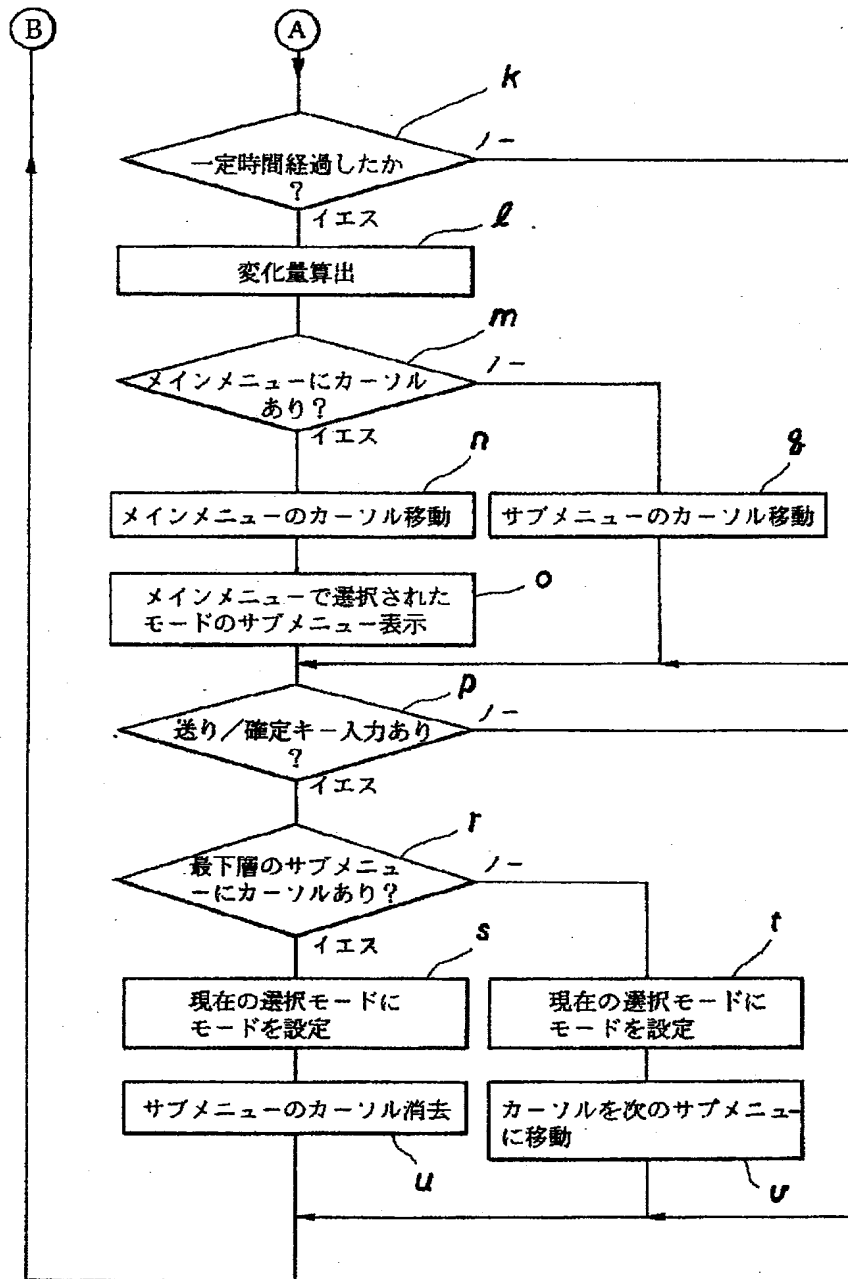 B
A
k
一定時間経過したか
?
ノー
イエス
l
変化量算出
m
メインメニューにカーソル
あり?
ノー
イエス
n
メインメニューのカーソル移動
q
サブメニューのカーソル移動
o
メインメニューで選択された
モードのサブメニュー表示
p
送り/確定キー入力あり
?
ノー
イエス
r
最下層のサブメニュ
ーにカーソルあり?
ノー
イエス
s
現在の選択モードに
モードを設定
t
現在の選択モードに
モードを設定
サブメニューのカーソル消去
u
カーソルを次のサブメニュー
に移動
v